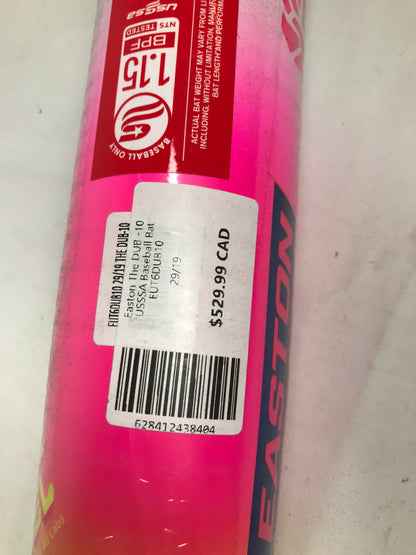 USSSA
NTS
TESTED
BPF
1.15
BASEBALL ONLY
ACTUAL BAT WEIGHT MAY VARY FROM
INCLUDING, WITHOUT LIMITATION, MANUF
BAT LENGTH AND PERFORM
EUT6DUB10 29/19 THE DUB-10
Easton The DUB -10
USSSA Baseball Bat
EUT6DUB10
29/19
$529.99 CAD
628412438404
EASTON
Labs